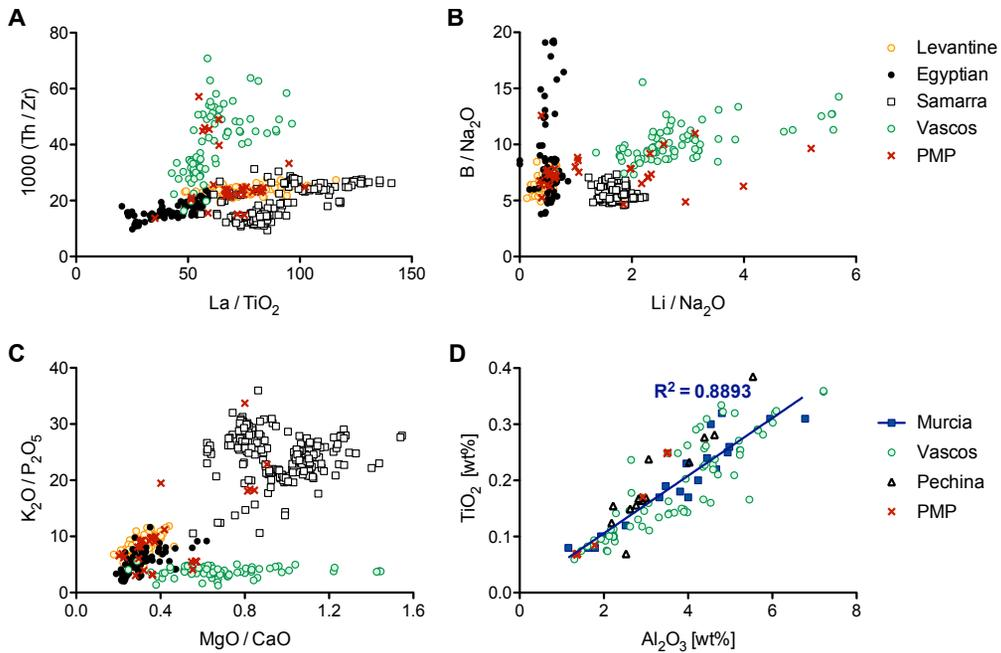 A
80
60
40
20
0
1000 (Th / Zr)
0 50 100 150
La / TiO₂
B
20
15
10
5
0
B / Na₂O
0 2 4 6
Li / Na₂O
Levantine
Egyptian
Samarra
Vascos
PMP
C
40
30
20
10
0
K₂O / P₂O₅
0.0 0.4 0.8 1.2 1.6
MgO / CaO
D
0.4
0.3
0.2
0.1
0.0
TiO₂ [wt%]
R² = 0.8893
0 2 4 6 8
Al₂O₃ [wt%]
Murcia
Vascos
Pechina
PMP